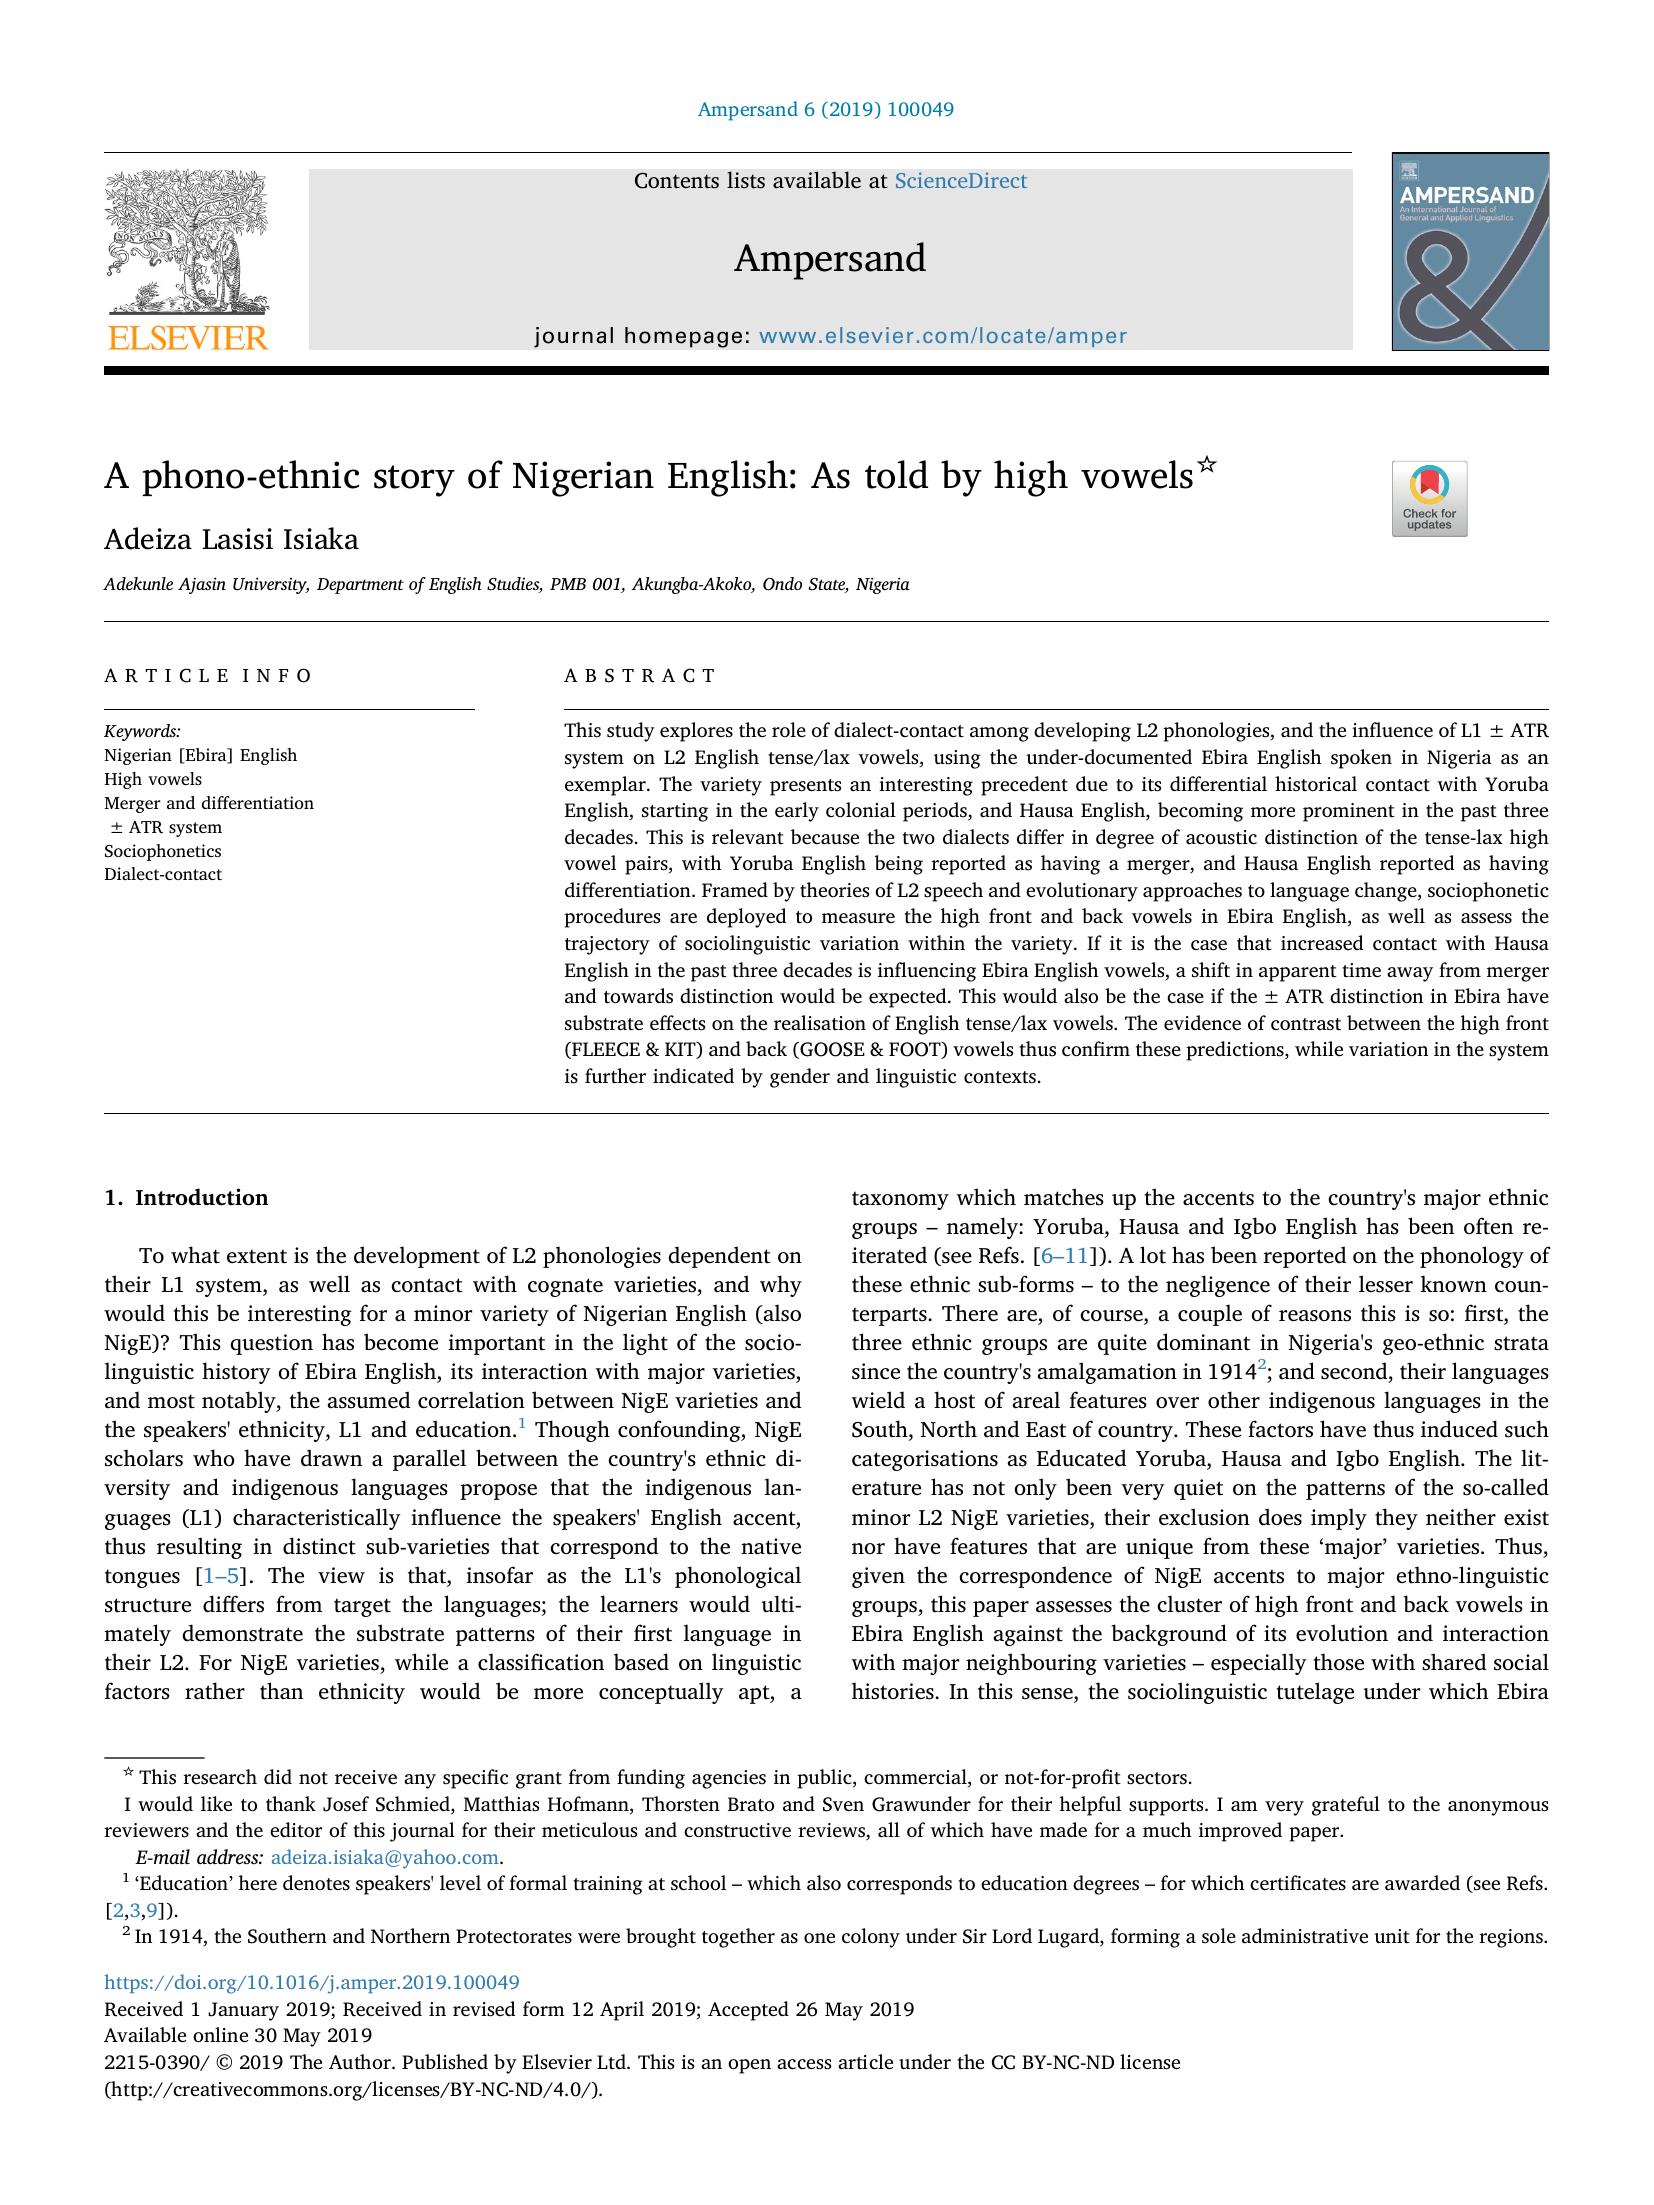 Ampersand 6 (2019) 100049
Contents lists available at ScienceDirect
Ampersand
journal homepage: www.elsevier.com/locate/amper
NON SOLUS
ELSEVIER
AMPERSAND
An International Journal of
General and Applied Linguistics
&
A phono-ethnic story of Nigerian English: As told by high vowels☆
Check for
updates
Adeiza Lasisi Isiaka
Adekunle Ajasin University, Department of English Studies, PMB 001, Akungba-Akoko, Ondo State, Nigeria
ARTICLE INFO
Keywords:
Nigerian [Ebira] English
High vowels
Merger and differentiation
± ATR system
Sociophonetics
Dialect-contact
ABSTRACT
This study explores the role of dialect-contact among developing L2 phonologies, and the influence of L1 ± ATR
system on L2 English tense/lax vowels, using the under-documented Ebira English spoken in Nigeria as an
exemplar. The variety presents an interesting precedent due to its differential historical contact with Yoruba
English, starting in the early colonial periods, and Hausa English, becoming more prominent in the past three
decades. This is relevant because the two dialects differ in degree of acoustic distinction of the tense-lax high
vowel pairs, with Yoruba English being reported as having a merger, and Hausa English reported as having
differentiation. Framed by theories of L2 speech and evolutionary approaches to language change, sociophonetic
procedures are deployed to measure the high front and back vowels in Ebira English, as well as assess the
trajectory of sociolinguistic variation within the variety. If it is the case that increased contact with Hausa
English in the past three decades is influencing Ebira English vowels, a shift in apparent time away from merger
and towards distinction would be expected. This would also be the case if the ± ATR distinction in Ebira have
substrate effects on the realisation of English tense/lax vowels. The evidence of contrast between the high front
(FLEECE & KIT) and back (GOOSE & FOOT) vowels thus confirm these predictions, while variation in the system
is further indicated by gender and linguistic contexts.
1. Introduction
To what extent is the development of L2 phonologies dependent on
their L1 system, as well as contact with cognate varieties, and why
would this be interesting for a minor variety of Nigerian English (also
NigE)? This question has become important in the light of the socio-
linguistic history of Ebira English, its interaction with major varieties,
and most notably, the assumed correlation between NigE varieties and
the speakers' ethnicity, L1 and education.1 Though confounding, NigE
scholars who have drawn a parallel between the country's ethnic di-
versity and indigenous languages propose that the indigenous lan-
guages (L1) characteristically influence the speakers' English accent,
thus resulting in distinct sub-varieties that correspond to the native
tongues [1–5]. The view is that, insofar as the L1's phonological
structure differs from target the languages; the learners would ulti-
mately demonstrate the substrate patterns of their first language in
their L2. For NigE varieties, while a classification based on linguistic
factors rather than ethnicity would be more conceptually apt, a
taxonomy which matches up the accents to the country's major ethnic
groups – namely: Yoruba, Hausa and Igbo English has been often re-
iterated (see Refs. [6–11]). A lot has been reported on the phonology of
these ethnic sub-forms – to the negligence of their lesser known coun-
terparts. There are, of course, a couple of reasons this is so: first, the
three ethnic groups are quite dominant in Nigeria's geo-ethnic strata
since the country's amalgamation in 19142; and second, their languages
wield a host of areal features over other indigenous languages in the
South, North and East of country. These factors have thus induced such
categorisations as Educated Yoruba, Hausa and Igbo English. The lit-
erature has not only been very quiet on the patterns of the so-called
minor L2 NigE varieties, their exclusion does imply they neither exist
nor have features that are unique from these ‘major’ varieties. Thus,
given the correspondence of NigE accents to major ethno-linguistic
groups, this paper assesses the cluster of high front and back vowels in
Ebira English against the background of its evolution and interaction
with major neighbouring varieties – especially those with shared social
histories. In this sense, the sociolinguistic tutelage under which Ebira
☆ This research did not receive any specific grant from funding agencies in public, commercial, or not-for-profit sectors.
I would like to thank Josef Schmied, Matthias Hofmann, Thorsten Brato and Sven Grawunder for their helpful supports. I am very grateful to the anonymous
reviewers and the editor of this journal for their meticulous and constructive reviews, all of which have made for a much improved paper.
E-mail address: adeiza.isiaka@yahoo.com.
1 ‘Education’ here denotes speakers' level of formal training at school – which also corresponds to education degrees – for which certificates are awarded (see Refs.
[2,3,9]).
2 In 1914, the Southern and Northern Protectorates were brought together as one colony under Sir Lord Lugard, forming a sole administrative unit for the regions.
https://doi.org/10.1016/j.amper.2019.100049
Received 1 January 2019; Received in revised form 12 April 2019; Accepted 26 May 2019
Available online 30 May 2019
2215-0390/ © 2019 The Author. Published by Elsevier Ltd. This is an open access article under the CC BY-NC-ND license
(http://creativecommons.org/licenses/BY-NC-ND/4.0/).